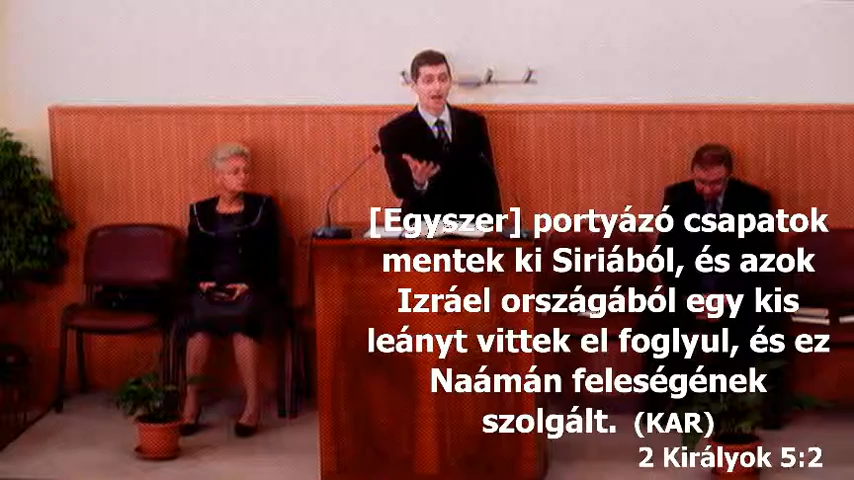 [Egyszer] portyázó csapatok
mentek ki Siriából, és azok
Izráel országából egy kis
leányt vittek el foglyul, és ez
Naámán feleségének
szolgált. (KAR)
2 Királyok 5:2